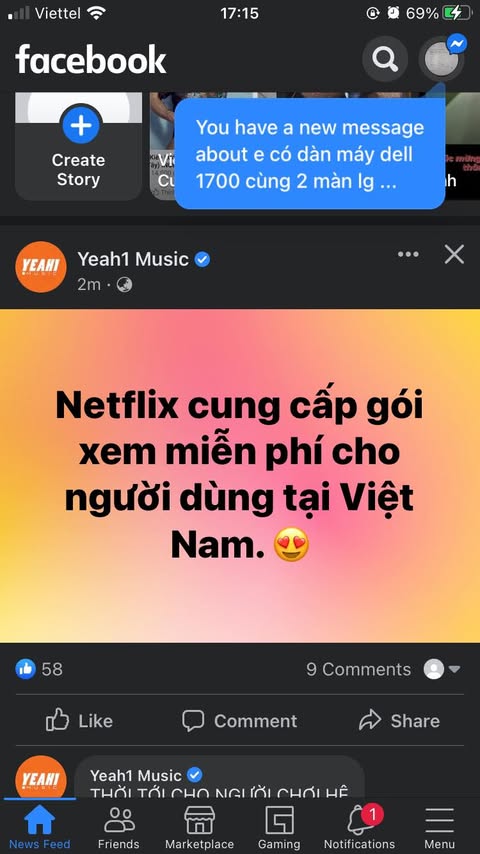 Viettel
17:15
69%
facebook
Create
Story
You have a new message
about e có dàn máy dell
1700 cùng 2 màn lg ...
Yeah1 Music
2m
YEAH1
MUSIC
Netflix cung cấp gói
xem miễn phí cho
người dùng tại Việt
Nam. 😍
58
9 Comments
Like
Comment
Share
YEAH1
MUSIC
Yeah1 Music
THỜI TỚI CHO NGƯỜI CHƠI HỆ
News Feed
Friends
Marketplace
Gaming
Notifications
1
Menu